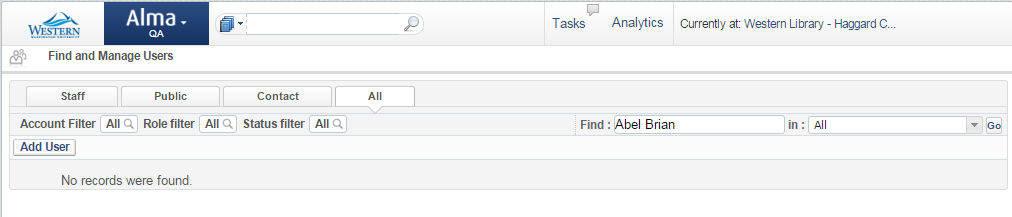 WESTERN
Alma
QA
Tasks Analytics Currently at: Western Library - Haggard C...
Find and Manage Users
Staff Public Contact All
Account Filter All Role filter All Status filter All Find : Abel Brian in : All Go
Add User
No records were found.